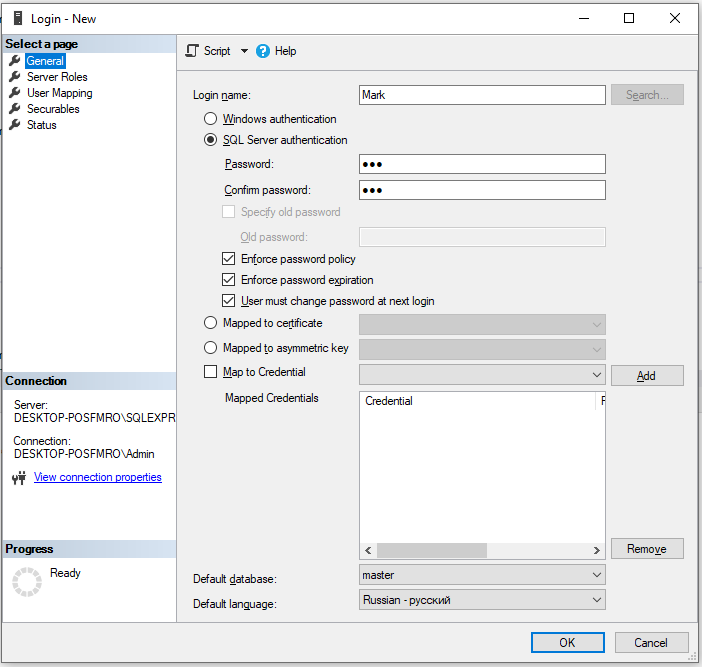 Login - New
Select a page
General
Server Roles
User Mapping
Securables
Status
Script
Help
Login name:
Mark
Search...
Windows authentication
SQL Server authentication
Password:
●●●
Confirm password:
●●●
Specify old password
Old password:
Enforce password policy
Enforce password expiration
User must change password at next login
Mapped to certificate
Mapped to asymmetric key
Map to Credential
Add
Mapped Credentials
Credential
Remove
Default database:
master
Default language:
Russian - русский
Connection
Server:
DESKTOP-POSFMRO\SQLEXPR
Connection:
DESKTOP-POSFMRO\Admin
View connection properties
Progress
Ready
OK
Cancel